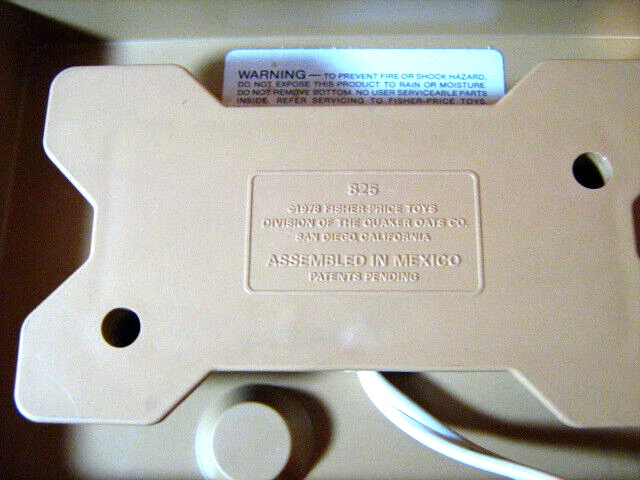 WARNING — TO PREVENT FIRE OR SHOCK HAZARD,
DO NOT EXPOSE THIS PRODUCT TO RAIN OR MOISTURE.
DO NOT REMOVE BOTTOM. NO USER SERVICEABLE PARTS
INSIDE. REFER SERVICING TO FISHER-PRICE TOYS.
825
©1978 FISHER-PRICE TOYS
DIVISION OF THE QUAKER OATS CO.
SAN DIEGO, CALIFORNIA
ASSEMBLED IN MEXICO
PATENTS PENDING